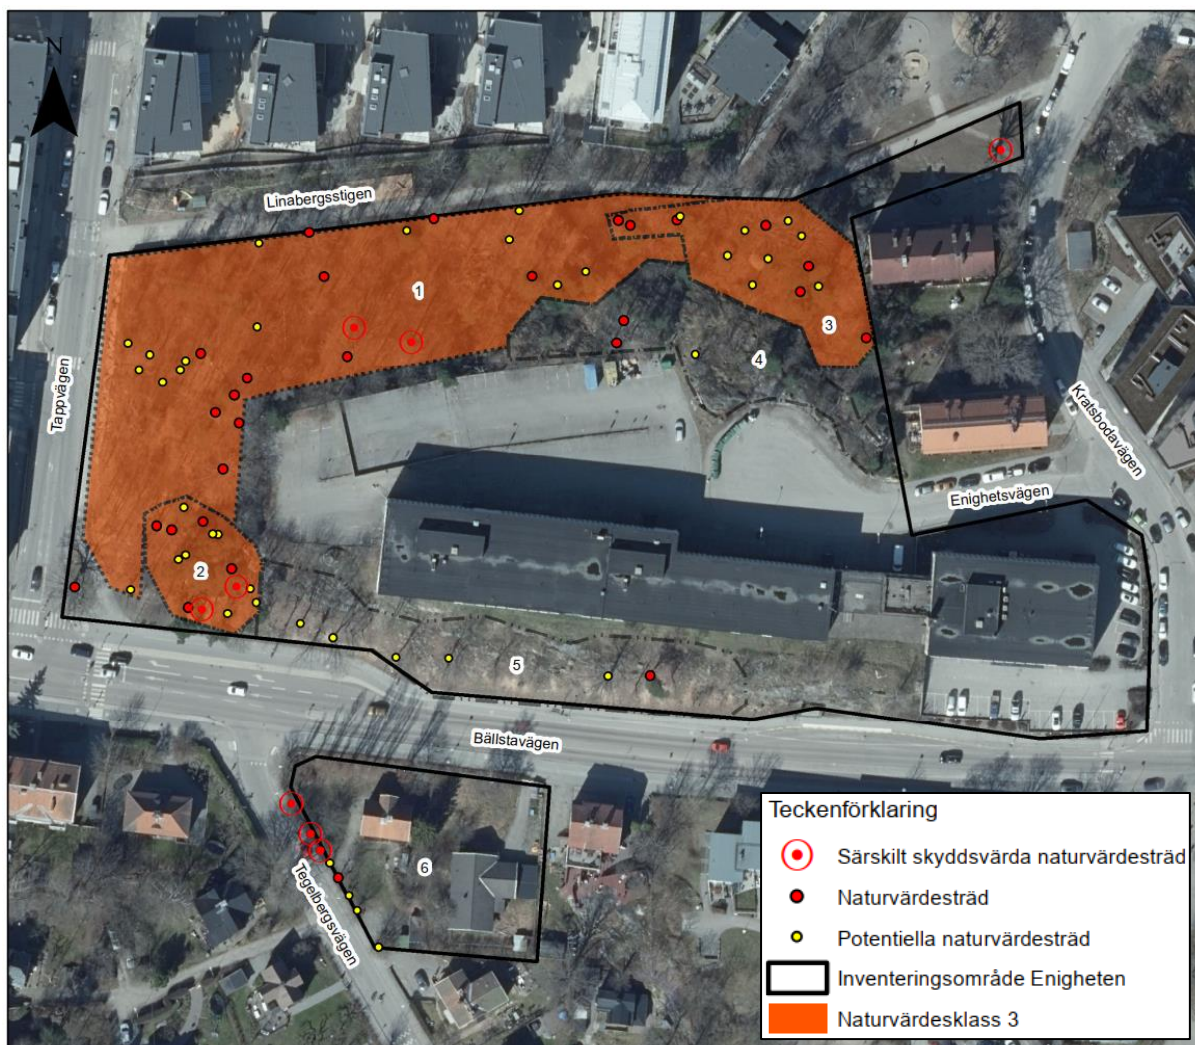 N
Linabergsstigen
Tappvägen
1
3
4
Kratsbodavägen
Enighetsvägen
2
5
Bällstavägen
6
Tegelbergsvägen
Teckenförklaring
Särskilt skyddsvärda naturvärdesträd
Naturvärdesträd
Potentiella naturvärdesträd
Inventeringsområde Enigheten
Naturvärdesklass 3